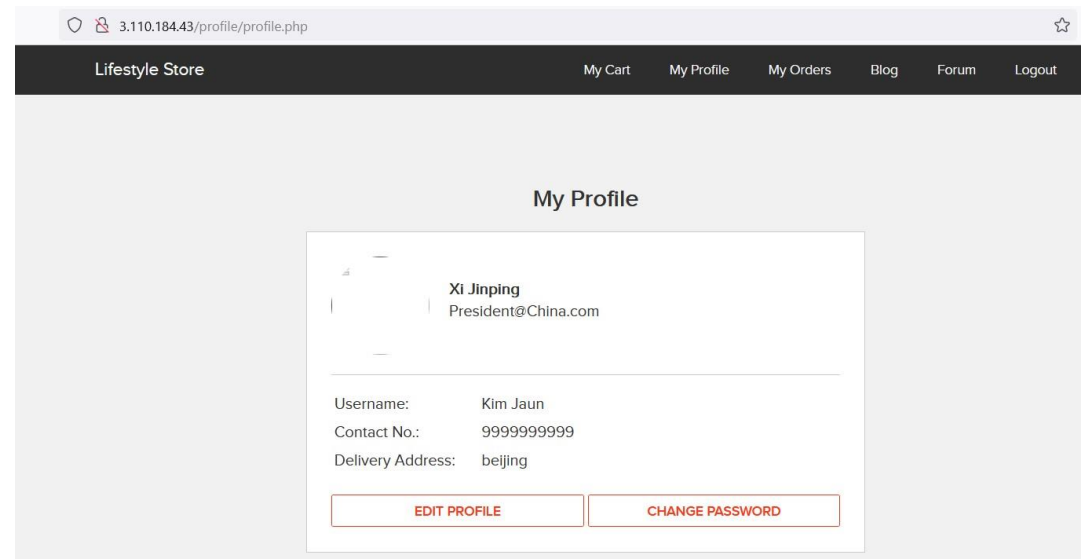 3.110.184.43/profile/profile.php
Lifestyle Store My Cart My Profile My Orders Blog Forum Logout
My Profile
Xi Jinping
President@China.com
Username: Kim Jaun
Contact No.: 9999999999
Delivery Address: beijing
EDIT PROFILE CHANGE PASSWORD